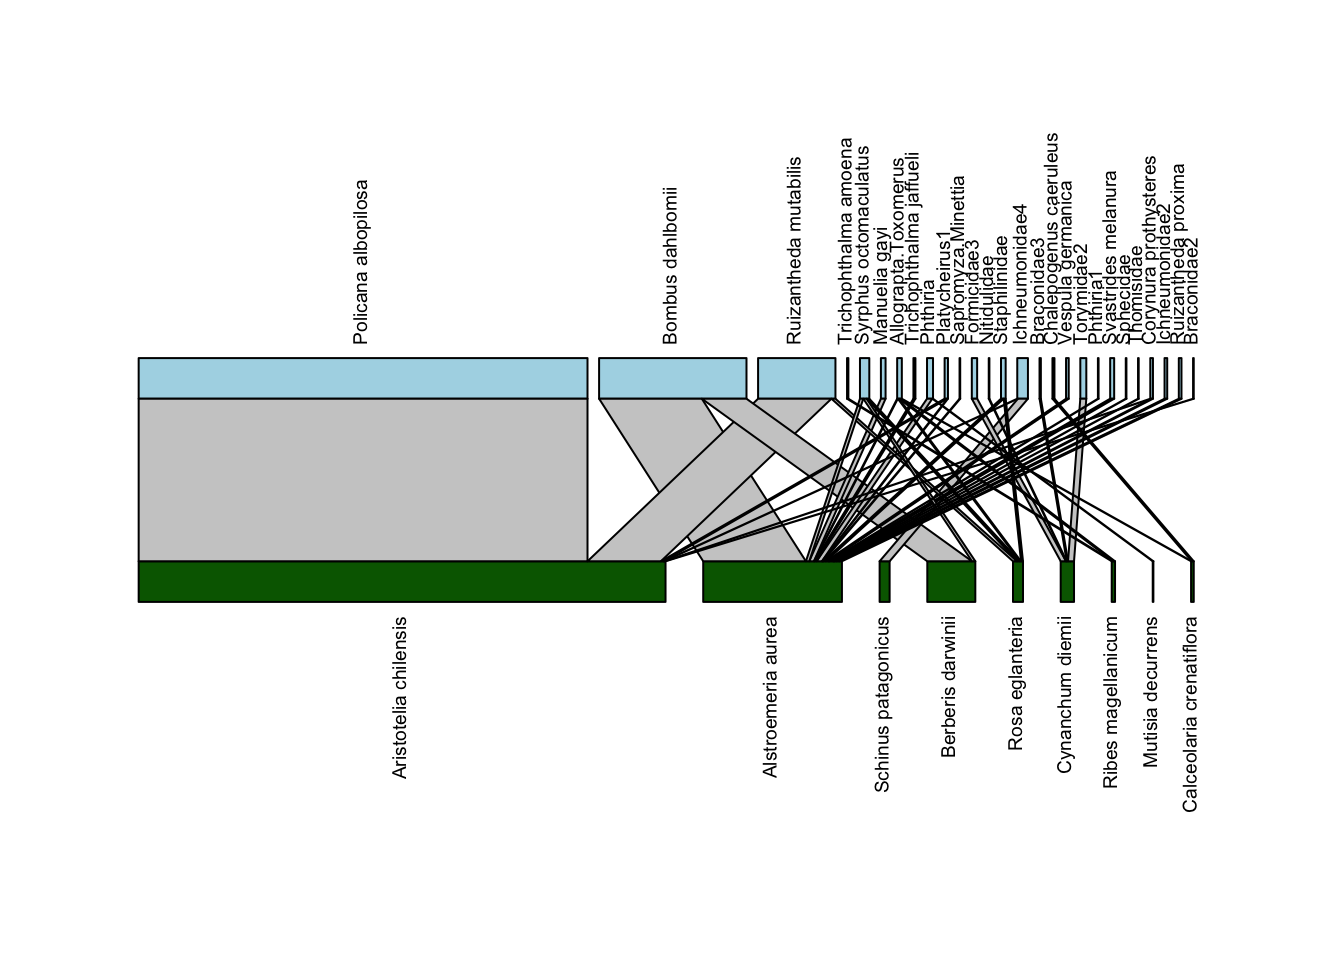 Policana albopilosa
Bombus dahlbomii
Ruizantheda mutabilis
Trichophthalma amoena
Syrphus octomaculatus
Manuelia gayi
Allograpta.Toxomerus
Trichophthalma jaffueli
Phthiria
Platycheirus1
Sapromyza.Minettia
Formicidae3
Nitidulidae
Staphilinidae
Ichneumonidae4
Braconidae3
Chalepogenus caeruleus
Vespula germanica
Torymidae2
Phthiria1
Svastrides melanura
Sphecidae
Thomisidae
Corynura prothysteres
Ichneumonidae2
Ruizantheda proxima
Braconidae2
Aristotelia chilensis
Alstroemeria aurea
Schinus patagonicus
Berberis darwinii
Rosa eglanteria
Cynanchum diemii
Ribes magellanicum
Mutisia decurrens
Calceolaria crenatiflora